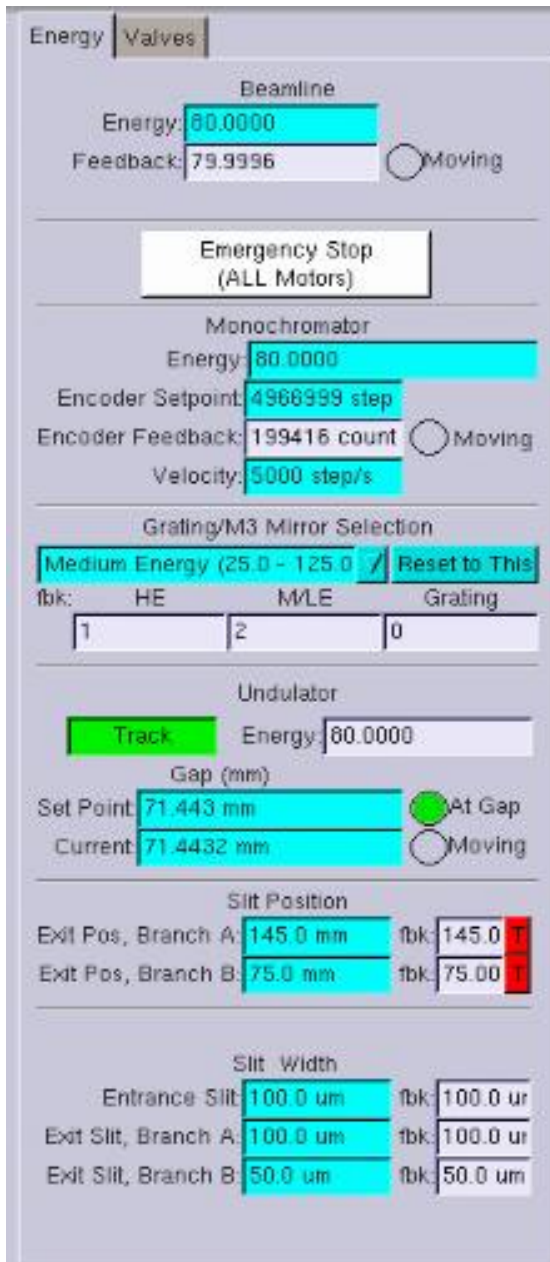 Energy Valves
Beamline
Energy: 80.0000
Feedback: 79.9996 Moving
Emergency Stop
(ALL Motors)
Monochromator
Energy: 80.0000
Encoder Setpoint: 4966999 step
Encoder Feedback: 199416 count Moving
Velocity: 5000 step/s
Grating/M3 Mirror Selection
Medium Energy (25.0 - 125.0 Reset to This
fbk: HE M/LE Grating
1 2 0
Undulator
Track Energy: 80.0000
Gap (mm)
Set Point: 71.443 mm At Gap
Current: 71.4432 mm Moving
Slit Position
Exit Pos, Branch A: 145.0 mm fbk: 145.0 T
Exit Pos, Branch B: 75.0 mm fbk: 75.00 T
Slit Width
Entrance Slit: 100.0 um fbk: 100.0 ur
Exit Slit, Branch A: 100.0 um fbk: 100.0 ur
Exit Slit, Branch B: 50.0 um fbk: 50.0 um